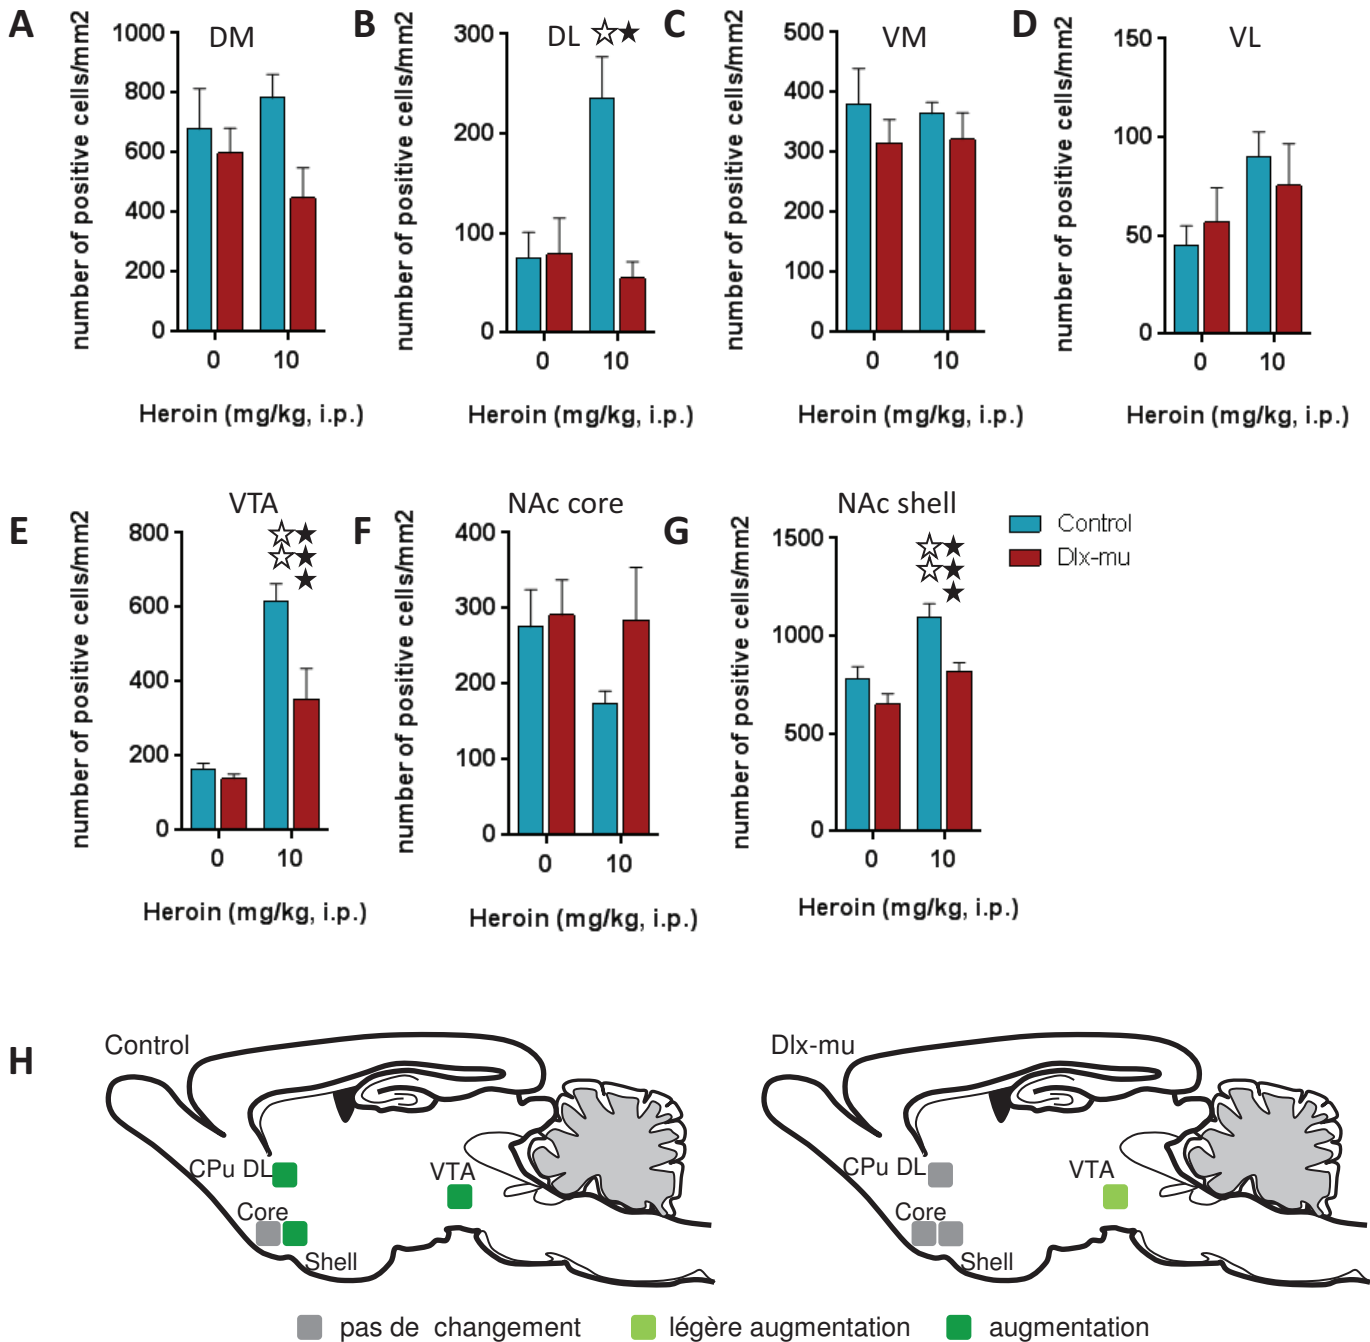 A
DM
number of positive cells/mm2
1000
800
600
400
200
0
0
10
Heroin (mg/kg, i.p.)
B
DL
☆★
number of positive cells/mm2
300
200
100
0
0
10
Heroin (mg/kg, i.p.)
C
VM
number of positive cells/mm2
500
400
300
200
100
0
0
10
Heroin (mg/kg, i.p.)
D
VL
number of positive cells/mm2
150
100
50
0
0
10
Heroin (mg/kg, i.p.)
E
VTA
☆★
☆★
★
number of positive cells/mm2
800
600
400
200
0
0
10
Heroin (mg/kg, i.p.)
F
NAc core
number of positive cells/mm2
400
300
200
100
0
0
10
Heroin (mg/kg, i.p.)
G
NAc shell
☆★
☆★
★
number of positive cells/mm2
1500
1000
500
0
0
10
Heroin (mg/kg, i.p.)
Control
Dlx-mu
H
Control
CPu DL
VTA
Core
Shell
Dlx-mu
CPu DL
VTA
Core
Shell
pas de changement
légère augmentation
augmentation